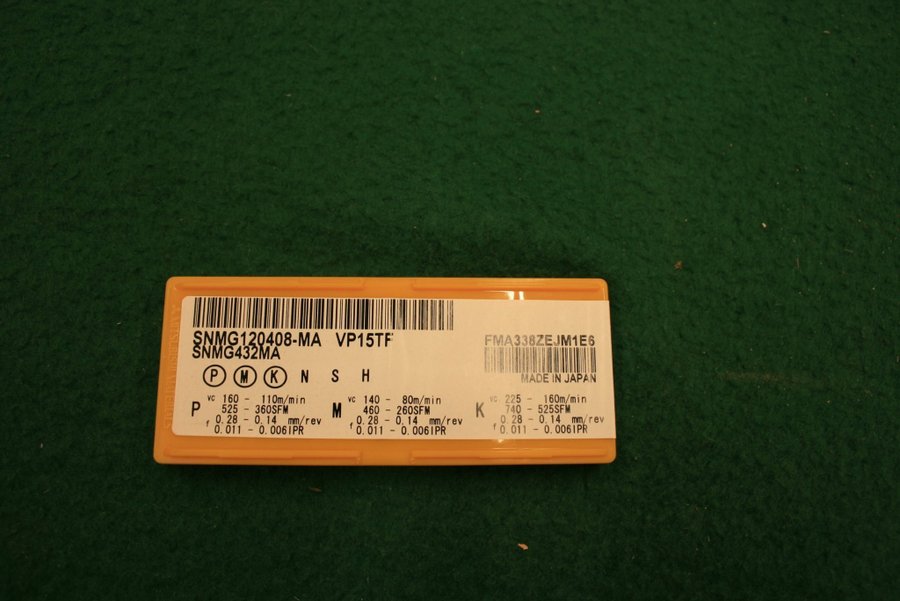 SNMG120408-MA VP15TF
SNMG432MA
FMA338ZEJM1E6
MADE IN JAPAN
P M K N S H
P vc 160 - 110m/min
525 - 360SFM
f 0.28 - 0.14 mm/rev
0.011 - 0.006IPR
M vc 140 - 80m/min
460 - 260SFM
f 0.28 - 0.14 mm/rev
0.011 - 0.006IPR
K vc 225 - 160m/min
740 - 525SFM
f 0.28 - 0.14 mm/rev
0.011 - 0.006IPR